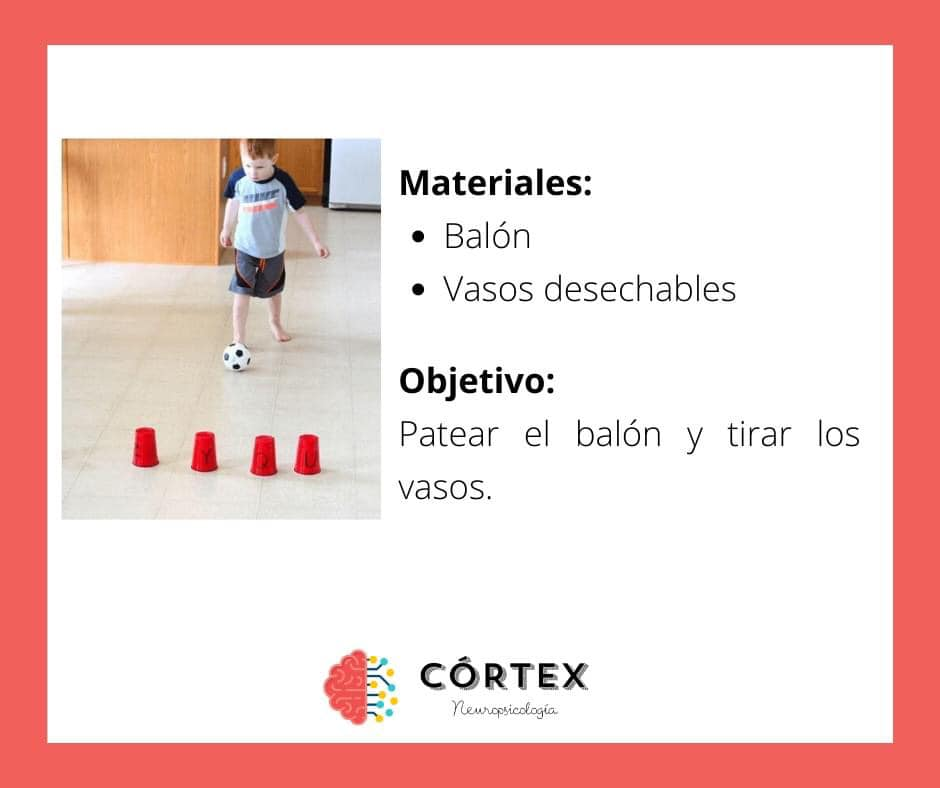 Materiales:
Balón
Vasos desechables
Objetivo:
Patear el balón y tirar los
vasos.
CÓRTEX
Neuropsicología